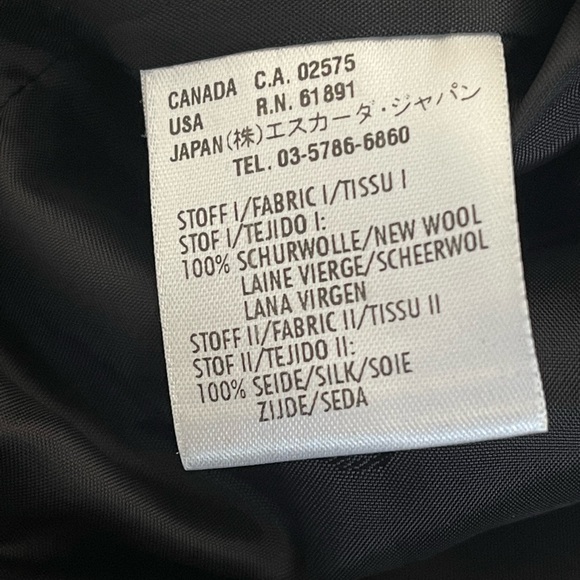 CANADA C.A. 02575
USA R.N. 61891
JAPAN(株)エスカーダ・ジャパン
TEL. 03-5786-6860
STOFF I/FABRIC I/TISSU I
STOF I/TEJIDO I:
100% SCHURWOLLE/NEW WOOL
LAINE VIERGE/SCHEERWOL
LANA VIRGEN
STOFF II/FABRIC II/TISSU II
STOF II/TEJIDO II:
100% SEIDE/SILK/SOIE
ZIJDE/SEDA